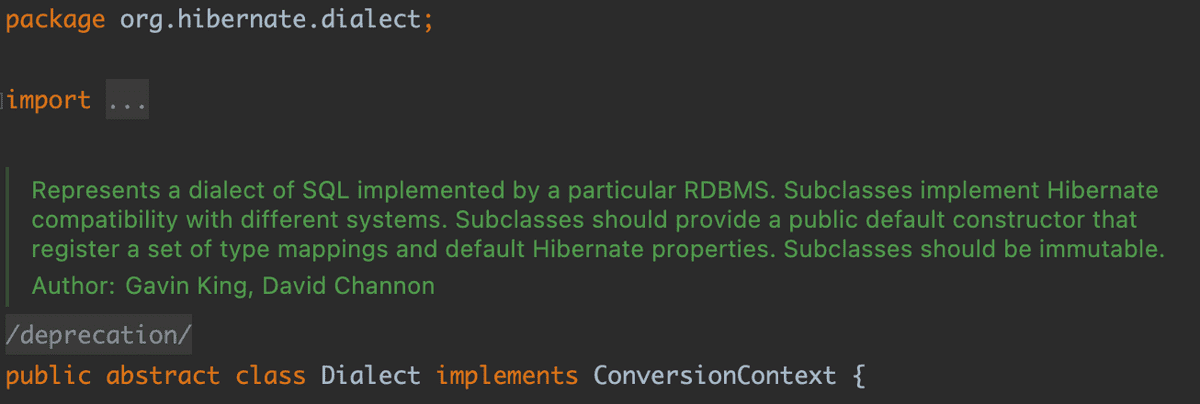 package org.hibernate.dialect;
import ...
Represents a dialect of SQL implemented by a particular RDBMS. Subclasses implement Hibernate
compatibility with different systems. Subclasses should provide a public default constructor that
register a set of type mappings and default Hibernate properties. Subclasses should be immutable.
Author: Gavin King, David Channon
/deprecation/
public abstract class Dialect implements ConversionContext {